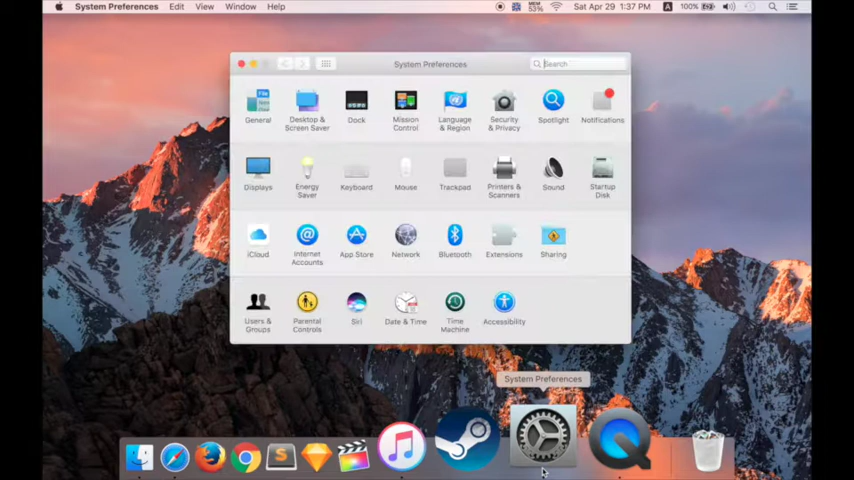 System Preferences Edit View Window Help MEM 53% Sat Apr 29 1:37 PM A 100%
System Preferences Search
General Desktop & Screen Saver Dock Mission Control Language & Region Security & Privacy Spotlight Notifications
Displays Energy Saver Keyboard Mouse Trackpad Printers & Scanners Sound Startup Disk
iCloud Internet Accounts App Store Network Bluetooth Extensions Sharing
Users & Groups Parental Controls Siri Date & Time Time Machine Accessibility
System Preferences